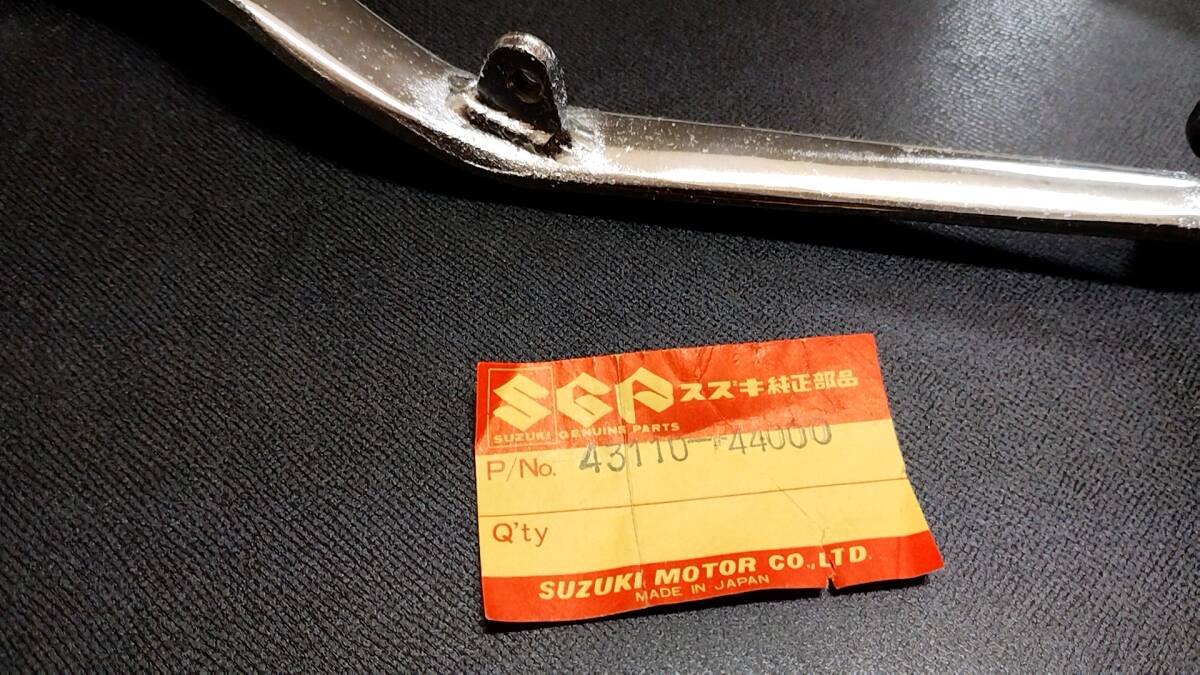 SGP スズキ純正部品
SUZUKI GENUINE PARTS
P/No. 43110-44000
Q'ty
SUZUKI MOTOR CO.,LTD.
MADE IN JAPAN